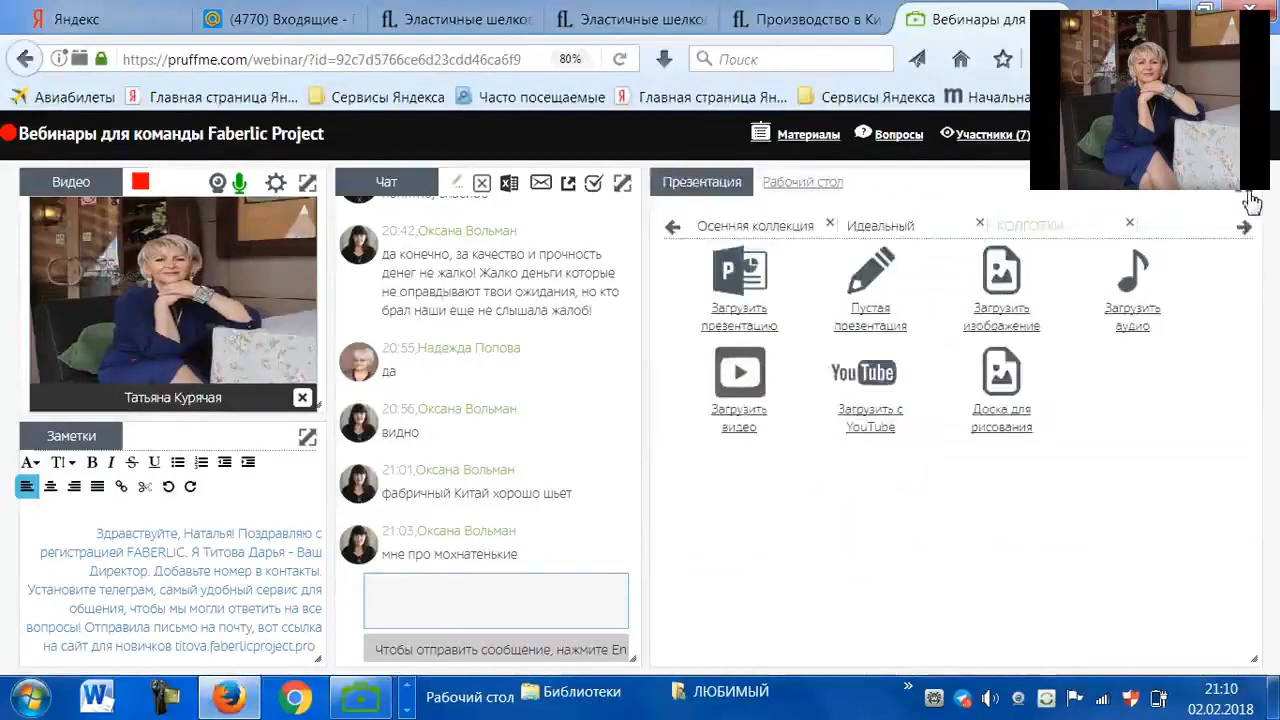 Яндекс
(4770) Входящие -
Эластичные шелко
Эластичные шелко
Производство в Ки
Вебинары для
https://pruffme.com/webinar/?id=92c7d5766ce6d23cdd46ca6f9
80%
Поиск
Авиабилеты
Главная страница Ян...
Сервисы Яндекса
Часто посещаемые
Главная страница Ян...
Сервисы Яндекса
Начальна
Вебинары для команды Faberlic Project
Материалы
Вопросы
Участники (7)
Видео
Татьяна Курячая
Заметки
Здравствуйте, Наталья! Поздравляю с
регистрацией FABERLIC. Я Титова Дарья - Ваш
Директор. Добавьте номер в контакты.
Установите телеграм, самый удобный сервис для
общения, чтобы мы могли ответить на все
вопросы! Отправила письмо на почту, вот ссылка
на сайт для новичков titova.faberlicproject.pro
Чат
20:42,Оксана Вольман
да конечно, за качество и прочность
денег не жалко! Жалко деньги которые
не оправдывают твои ожидания, но кто
брал наши еще не слышала жалоб!
20:55,Надежда Попова
да
20:56,Оксана Вольман
видно
21:01,Оксана Вольман
фабричный Китай хорошо шьет
21:03,Оксана Вольман
мне про мохнатенькие
Чтобы отправить сообщение, нажмите En
Презентация
Рабочий стол
Осенняя коллекция
Идеальный
КОЛГОТКИ...
Загрузить
презентацию
Пустая
презентация
Загрузить
изображение
Загрузить
аудио
Загрузить
видео
YouTube
Загрузить с
YouTube
Доска для
рисования
Рабочий стол
Библиотеки
ЛЮБИМЫЙ
21:10
02.02.2018